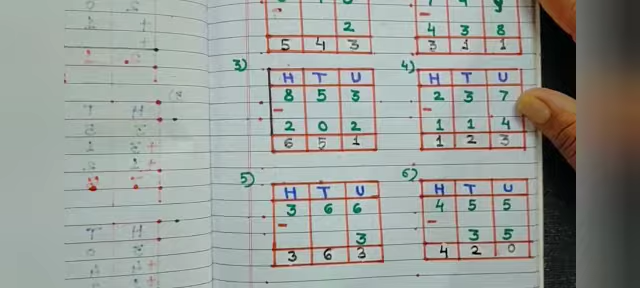 2
4 3 8
5 4 3
3 1 1
3)
4)
H T U
H T U
8 5 3
2 3 7
-
-
2 0 2
1 1 4
6 5 1
1 2 3
5)
6)
H T U
H T U
3 6 6
4 5 5
-
-
3
3 5
3 6 3
4 2 0